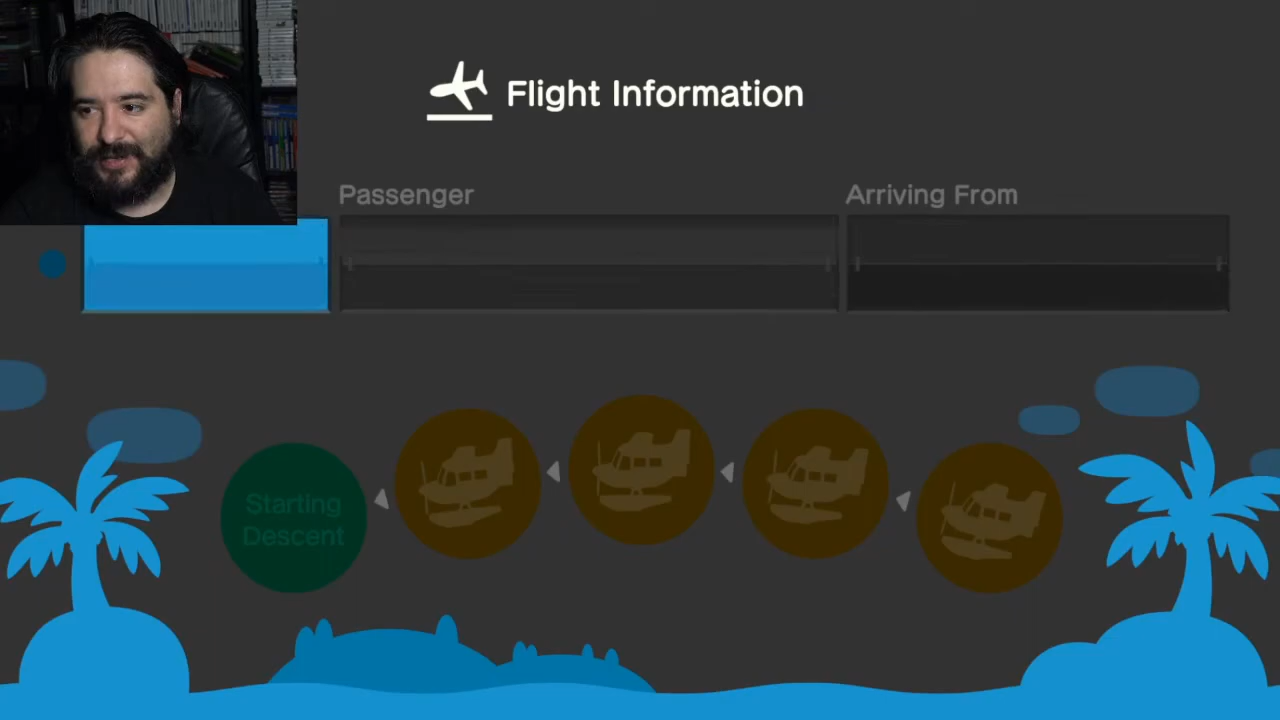 Flight Information
Passenger
Arriving From
Starting
Descent